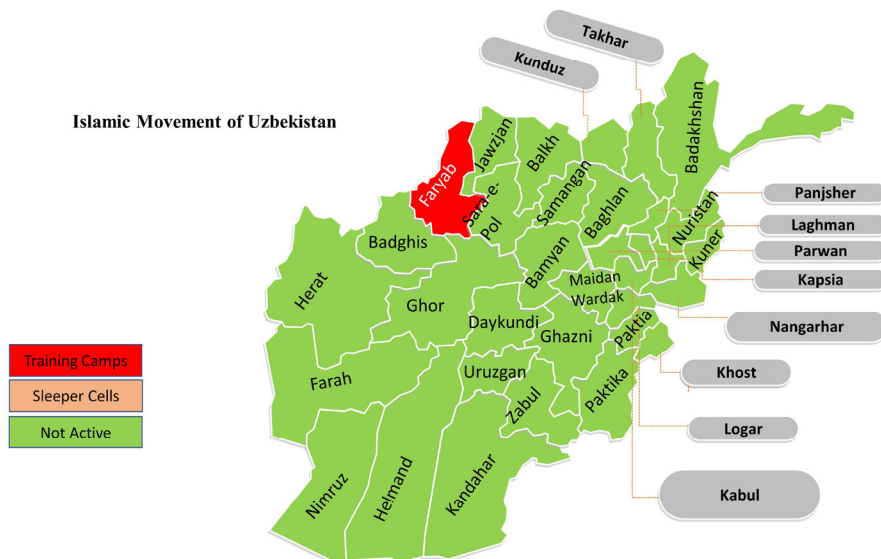 Takhar
Kunduz
Islamic Movement of Uzbekistan
Jawzjan
Balkh
Badakhshan
Faryab
Samangan
Baghlan
Sara-e-
Pol
Nuristan
Panjsher
Laghman
Kuner
Parwan
Badghis
Bamyan
Kapsia
Herat
Maidan
Wardak
Ghor
Daykundi
Ghazni
Paktia
Nangarhar
Training Camps
Sleeper Cells
Not Active
Farah
Uruzgan
Zabul
Paktika
Khost
Logar
Nimruz
Helmand
Kandahar
Kabul